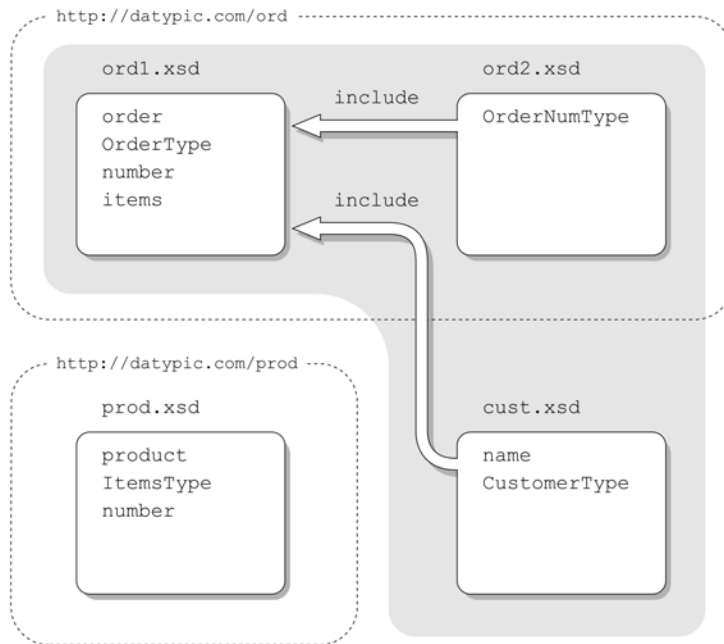 http://datypic.com/ord
ord1.xsd
order
OrderType
number
items
include
include
ord2.xsd
OrderNumType
http://datypic.com/prod
prod.xsd
product
ItemsType
number
cust.xsd
name
CustomerType